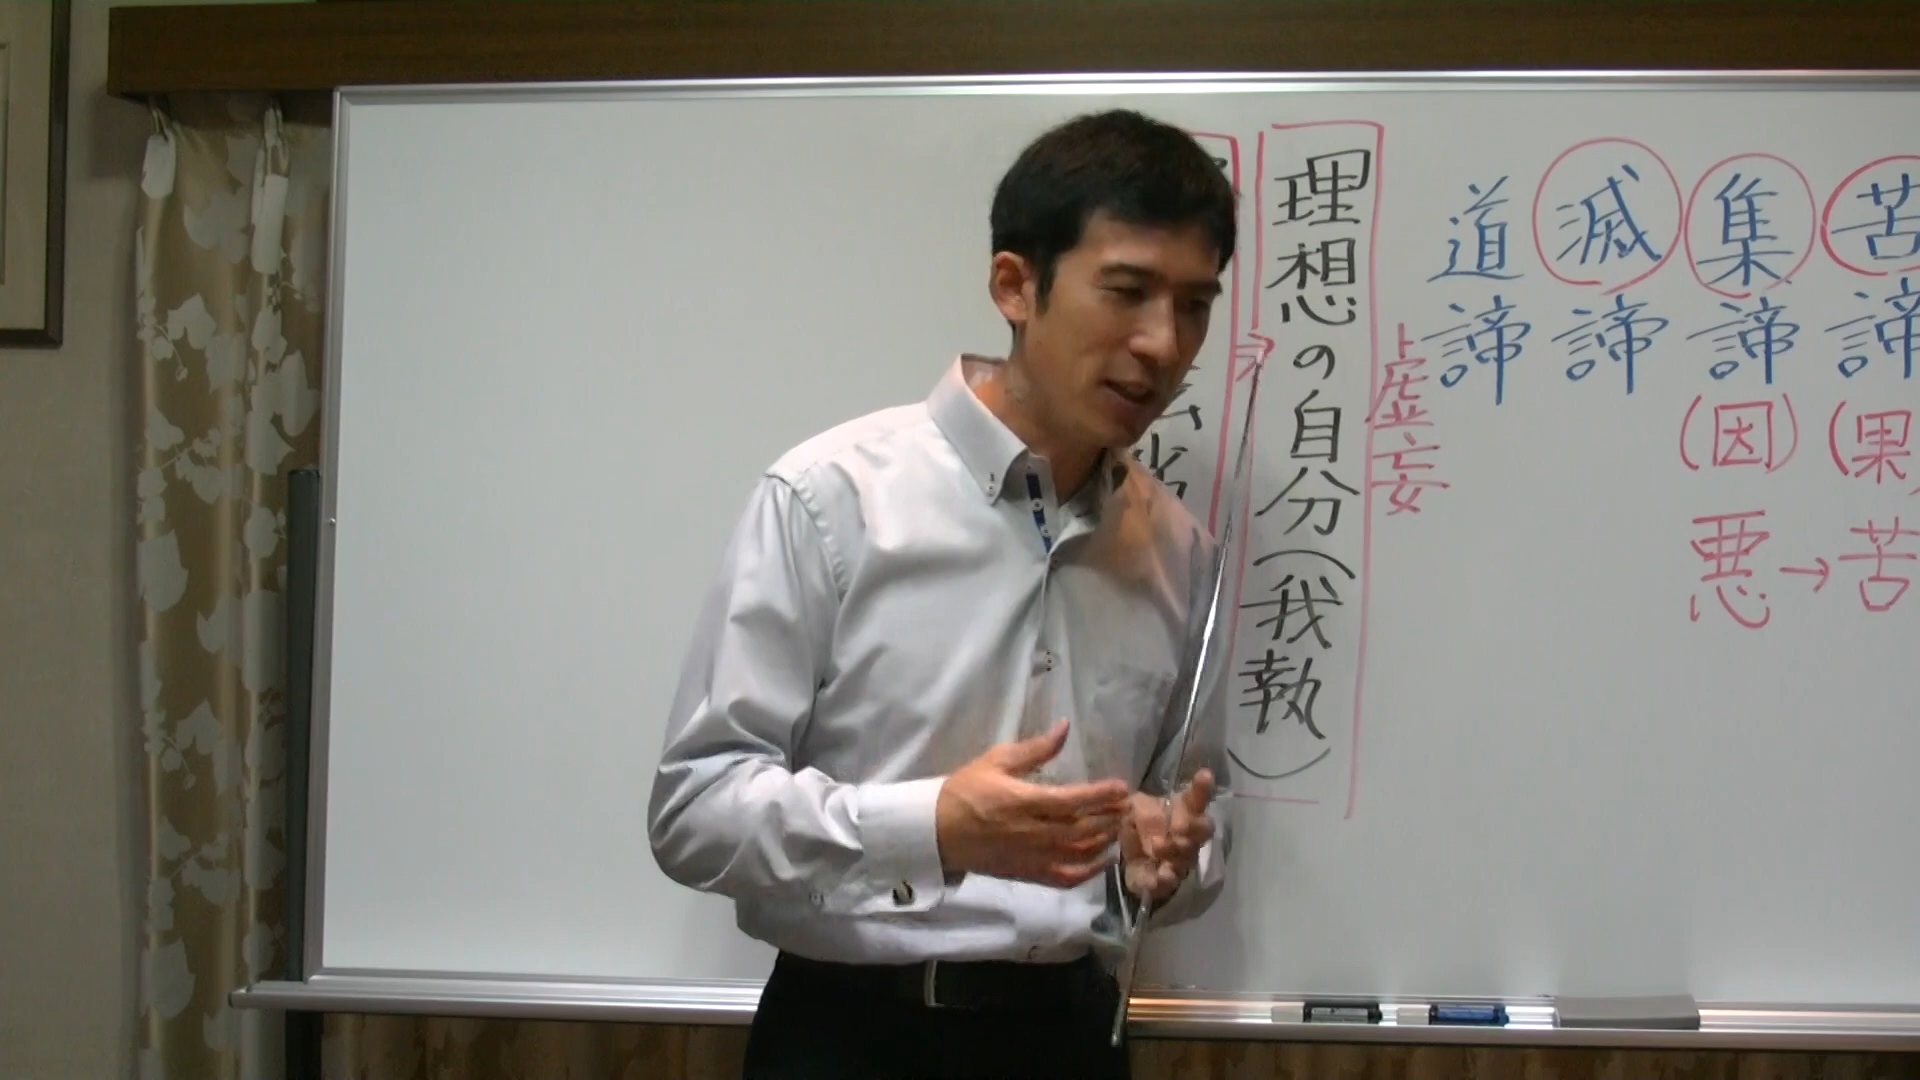 苦諦
(果)
苦
集諦
(因)
悪→
滅諦
道諦
虚妄
理想の自分(我執)